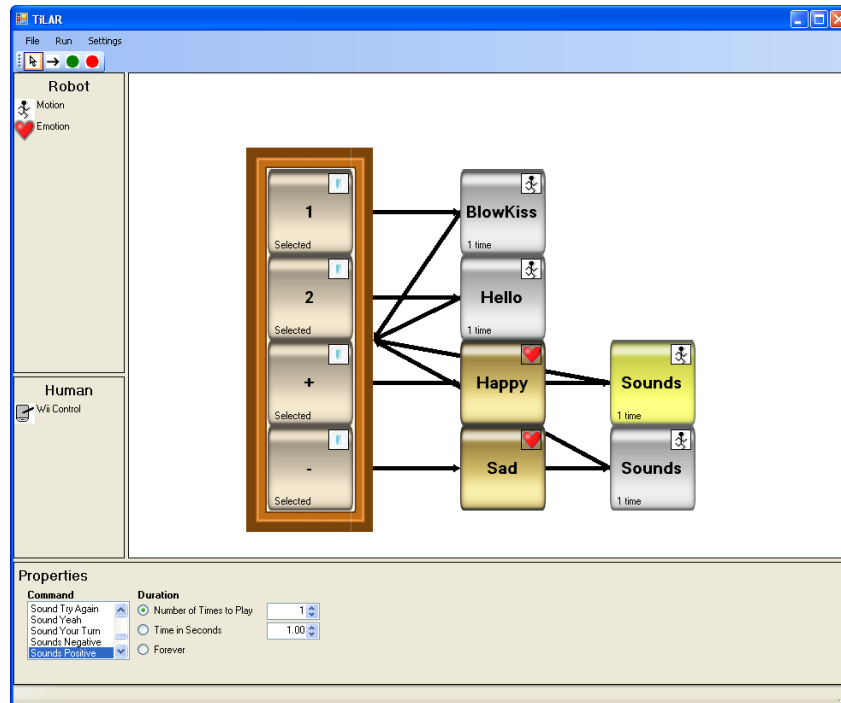 TiLAR
File Run Settings
Robot
Motion
Emotion
Human
Wii Control
1
Selected
2
Selected
+
Selected
-
Selected
BlowKiss
1 time
Hello
1 time
Happy
Sounds
1 time
Sad
Sounds
1 time
Properties
Command
Sound Try Again
Sound Yeah
Sound Your Turn
Sounds Negative
Sounds Positive
Duration
Number of Times to Play 1
Time in Seconds 1.00
Forever